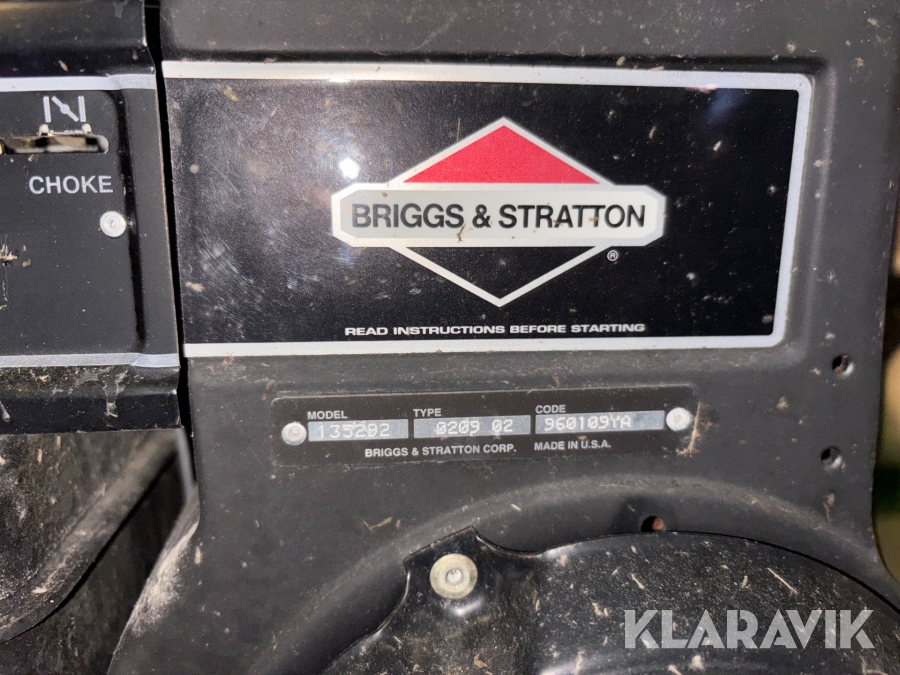 CHOKE
BRIGGS & STRATTON
®
READ INSTRUCTIONS BEFORE STARTING
MODEL TYPE CODE
135292 0209 02 960109YA
BRIGGS & STRATTON CORP. MADE IN U.S.A.
KLARAVIK